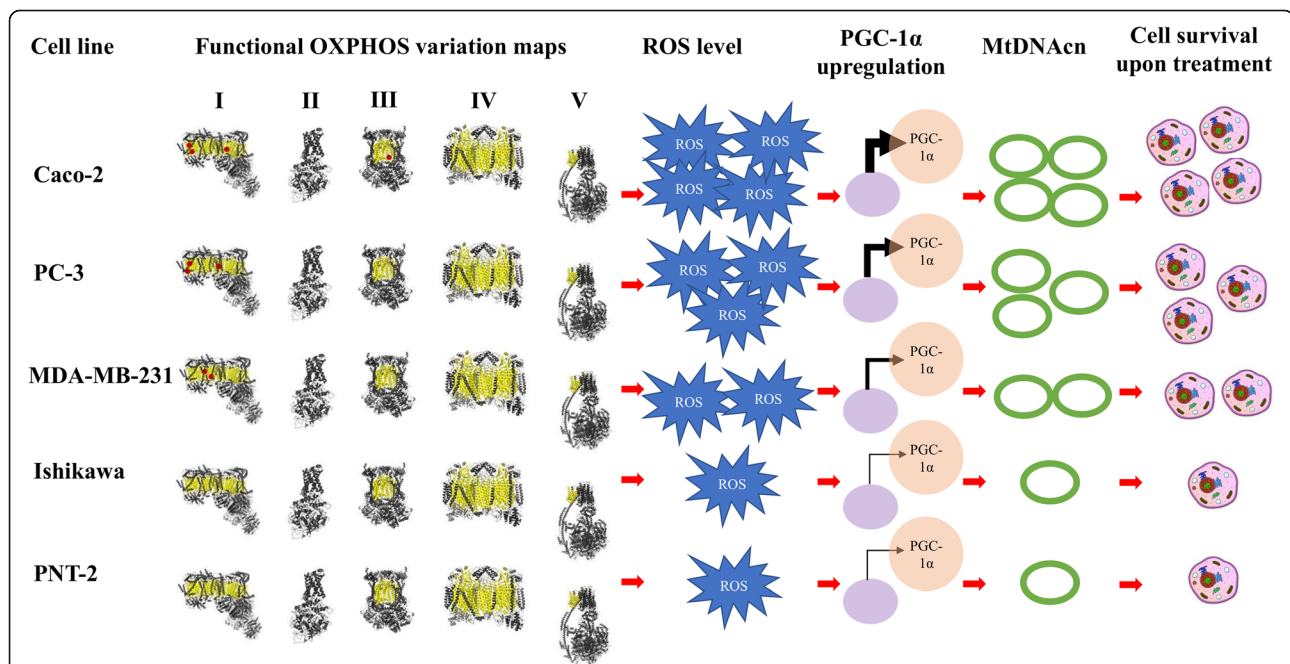 Cell line
Functional OXPHOS variation maps
ROS level
PGC-1α
upregulation
MtDNAcn
Cell survival
upon treatment
I
II
III
IV
V
Caco-2
ROS
ROS
ROS
ROS
PGC-
1α
PC-3
ROS
ROS
ROS
PGC-
1α
MDA-MB-231
ROS
ROS
PGC-
1α
Ishikawa
ROS
PGC-
1α
PNT-2
ROS
PGC-
1α